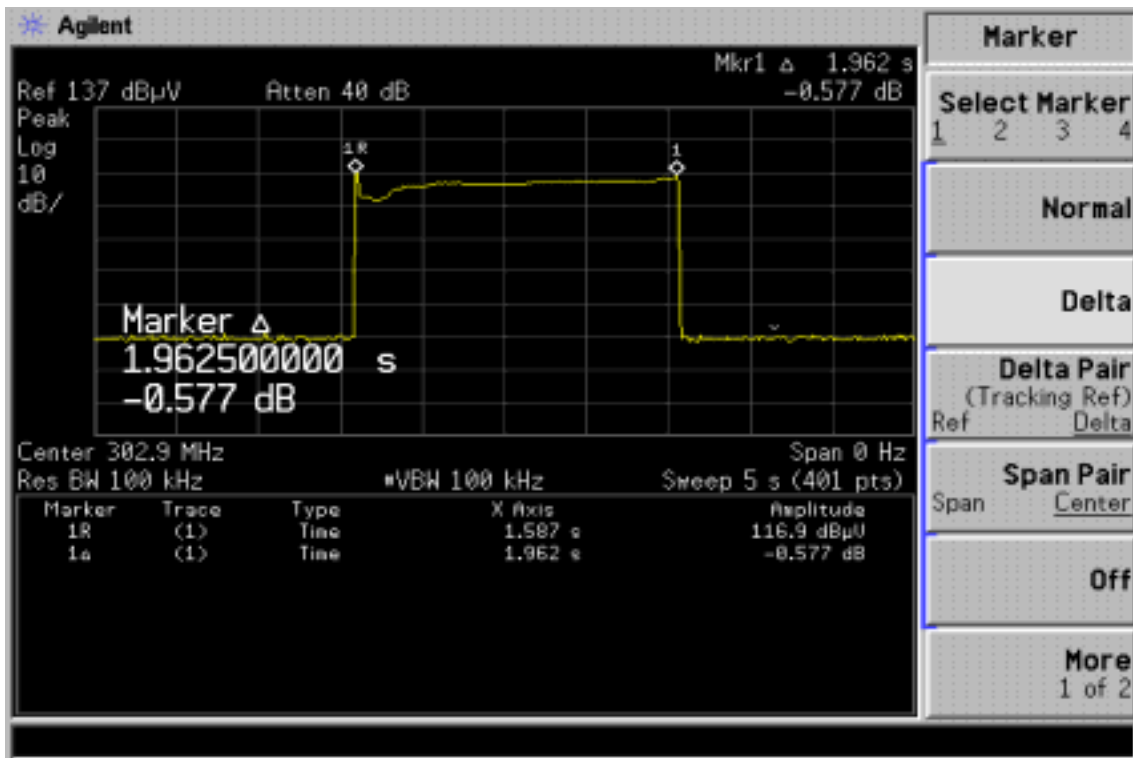 Agilent
Mkr1 Δ 1.962 s
Ref 137 dBµV Atten 40 dB -0.577 dB
Peak
Log
10
dB/
1R
1
Marker Δ
1.962500000 s
-0.577 dB
Center 302.9 MHz Span 0 Hz
Res BW 100 kHz #VBW 100 kHz Sweep 5 s (401 pts)
Marker Trace Type X Axis Amplitude
1R (1) Time 1.587 s 116.9 dBµV
1Δ (1) Time 1.962 s -0.577 dB
Marker
Select Marker
1 2 3 4
Normal
Delta
Delta Pair
(Tracking Ref)
Ref Delta
Span Pair
Span Center
Off
More
1 of 2